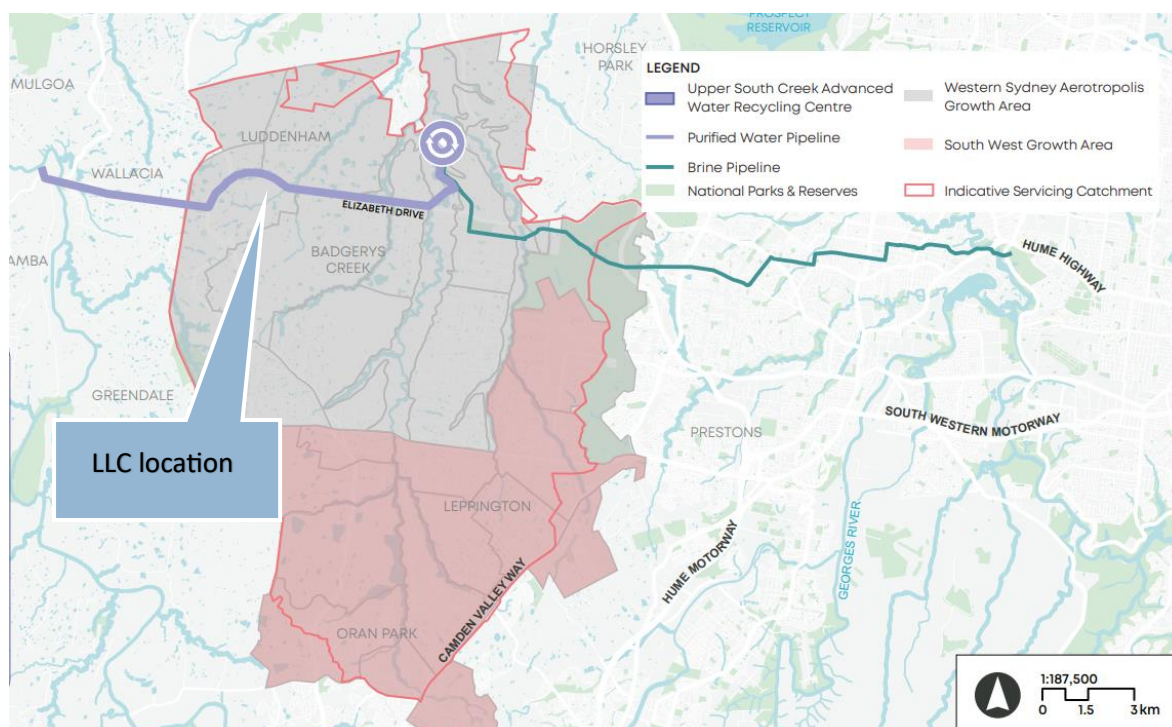 PROSPECT
RESERVOIR
HORSLEY
PARK
MULGOA
LEGEND
Upper South Creek Advanced
Water Recycling Centre
Purified Water Pipeline
Brine Pipeline
National Parks & Reserves
Western Sydney Aerotropolis
Growth Area
South West Growth Area
Indicative Servicing Catchment
LUDDENHAM
WALLACIA
ELIZABETH DRIVE
BADGERYS
CREEK
AMBA
HUME HIGHWAY
GREENDALE
LLC location
SOUTH WESTERN MOTORWAY
PRESTONS
LEPPINGTON
GEORGES RIVER
HUME MOTORWAY
CAMDEN VALLEY WAY
ORAN PARK
1:187,500
0 1.5 3 km